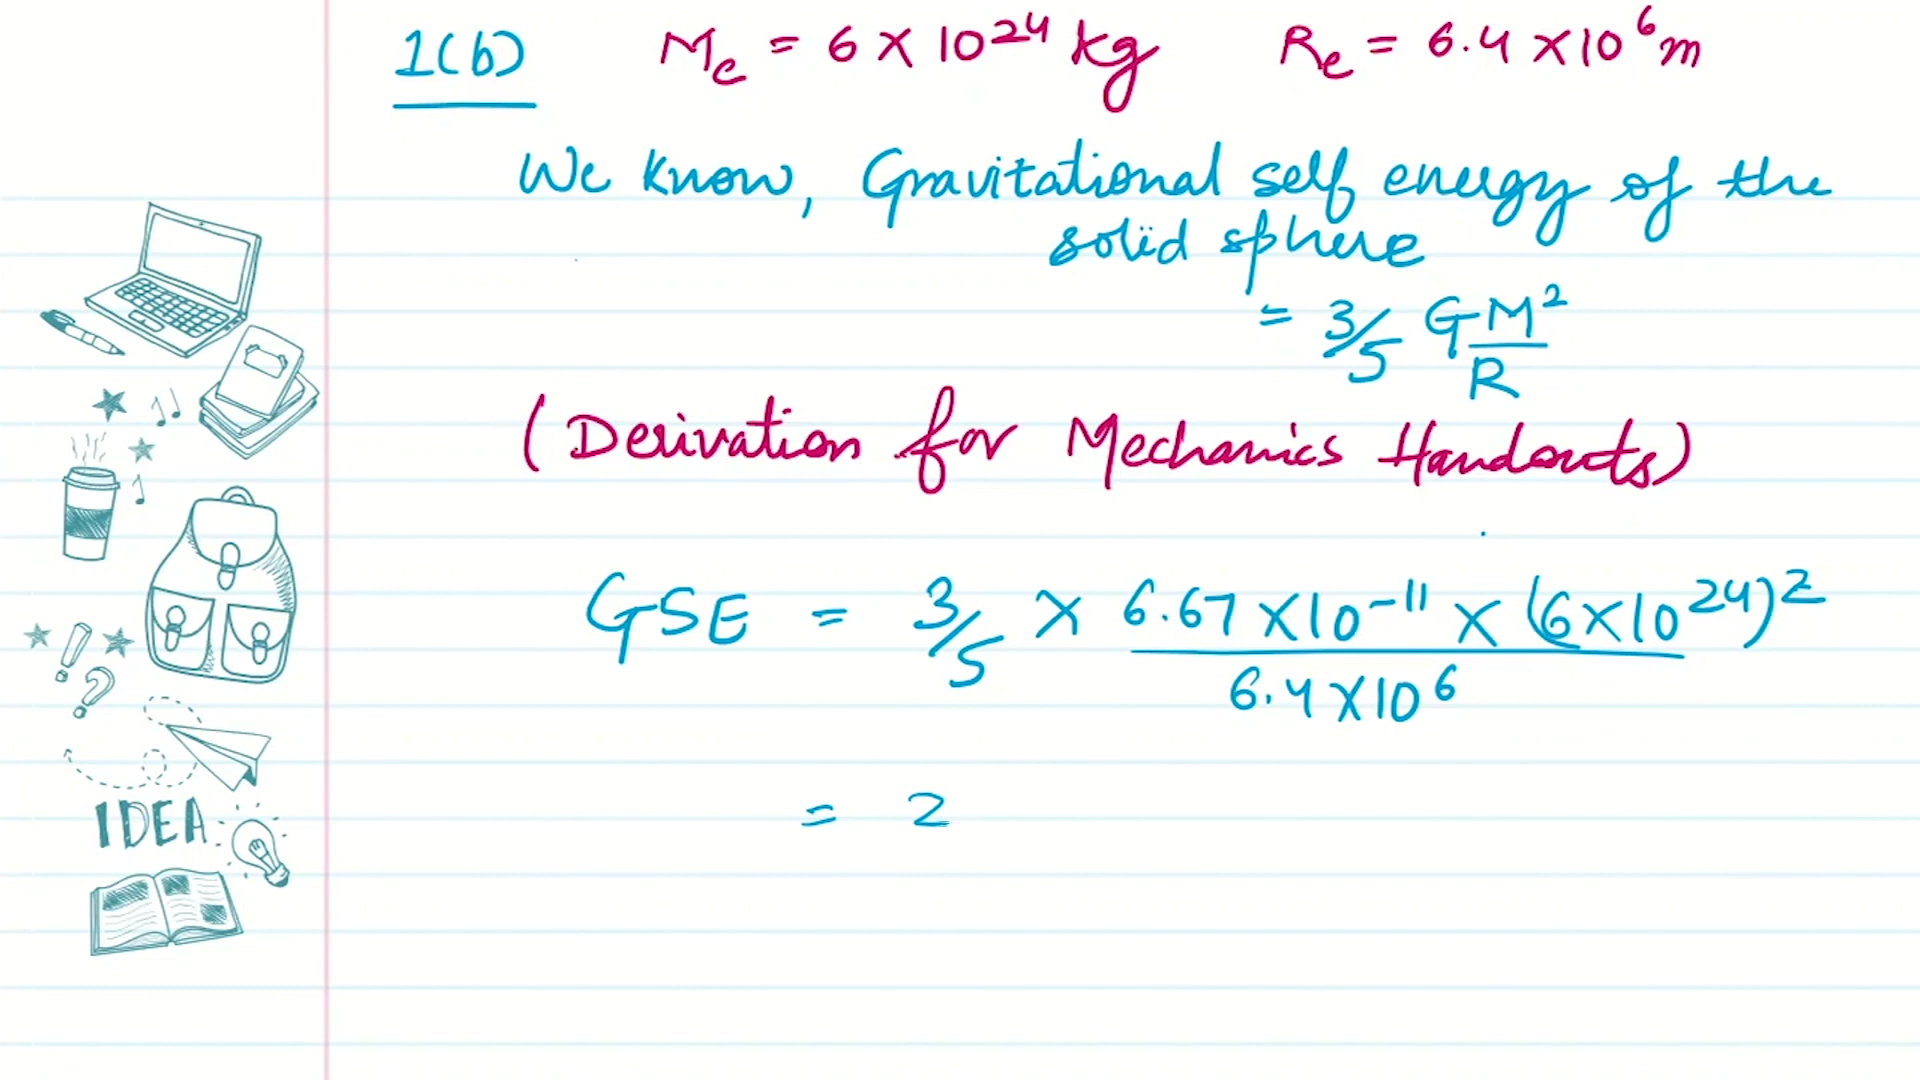 1(b) Me = 6 × 10²⁴ kg Re = 6.4 × 10⁶ m
We know, Gravitational self energy of the
solid sphere
= 3/5 GM²/R
(Derivation for Mechanics Handouts)
GSE = 3/5 × 6.67 × 10⁻¹¹ × (6 × 10²⁴)²
6.4 × 10⁶
= 2
IDEA